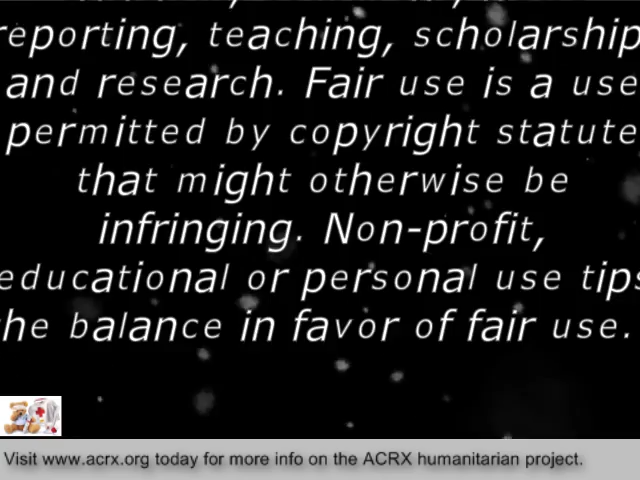 reporting, teaching, scholarship
and research. Fair use is a use
permitted by copyright statute
that might otherwise be
infringing. Non-profit,
educational or personal use tips
the balance in favor of fair use.
Visit www.acrx.org today for more info on the ACRX humanitarian project.